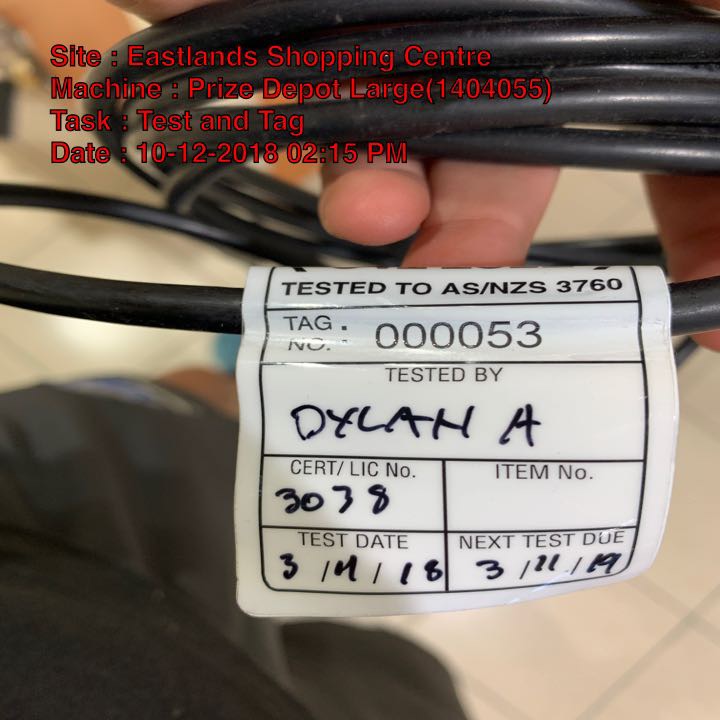 Site : Eastlands Shopping Centre
Machine : Prize Depot Large(1404055)
Task : Test and Tag
Date : 10-12-2018 02:15 PM
TESTED TO AS/NZS 3760
TAG NO. : 000053
TESTED BY
DYLAN A
CERT/ LIC No.
3038
ITEM No.
TEST DATE
3 /11/ 18
NEXT TEST DUE
3 /11/ 19